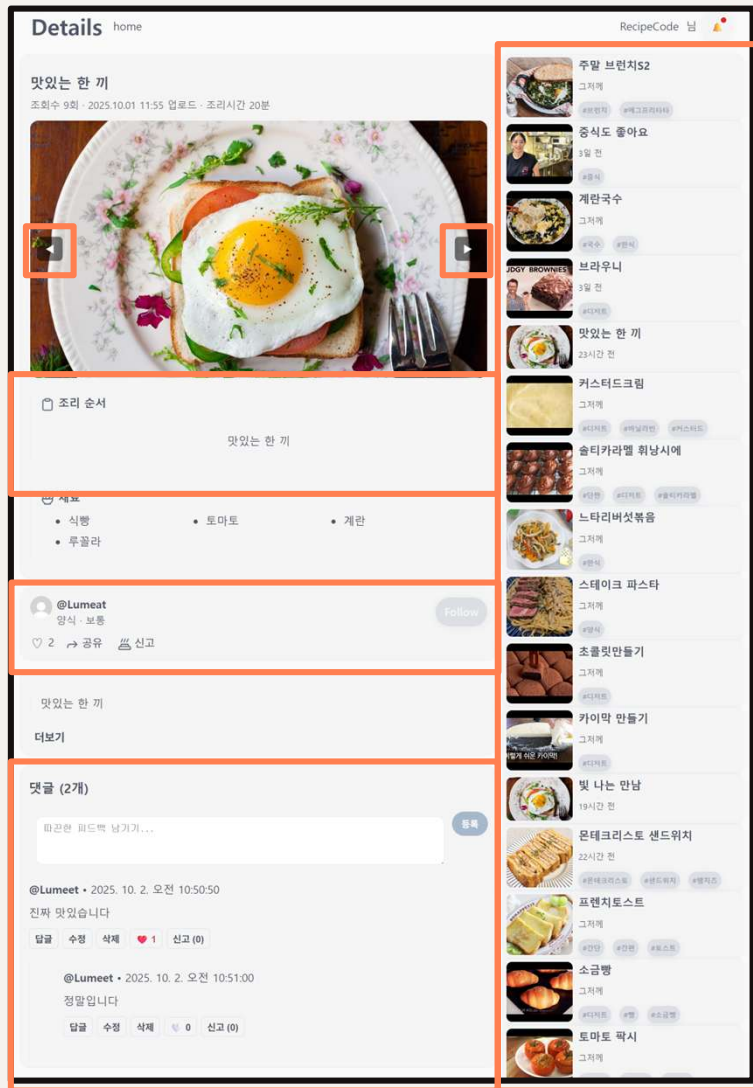 Details home
RecipeCode 님
맛있는 한 끼
조회수 9회 · 2025.10.01 11:55 업로드 · 조리시간 20분
조리 순서
맛있는 한 끼
재료
• 식빵 • 토마토 • 계란
• 루꼴라
@Lumeat
양식 · 보통
Follow
2 공유 신고
맛있는 한 끼
더보기
댓글 (2개)
따끈한 피드백 남기기...
등록
@Lumeet • 2025. 10. 2. 오전 10:50:50
진짜 맛있습니다
답글 수정 삭제 1 신고 (0)
@Lumeet • 2025. 10. 2. 오전 10:51:00
정말입니다
답글 수정 삭제 0 신고 (0)
주말 브런치S2
그저께
#브런치 #에그프리타타
중식도 좋아요
3일 전
#중식
계란국수
그저께
#국수 #한식
UDGY BROWNIES
브라우니
3일 전
#디저트
맛있는 한 끼
23시간 전
커스터드크림
그저께
#디저트 #바닐라빈 #커스터드
솔티카라멜 휘낭시에
그저께
#단짠 #디저트 #솔티카라멜
느타리버섯볶음
그저께
#한식
스테이크 파스타
그저께
#양식
초콜릿만들기
그저께
#디저트
카이막 만들기
그저께
#디저트
빛 나는 만남
19시간 전
몬테크리스토 샌드위치
22시간 전
#몬테크리스토 #샌드위치 #햄치즈
프렌치토스트
그저께
#간단 #간편 #토스트
소금빵
그저께
#디저트 #빵 #소금빵
토마토 팍시
그저께